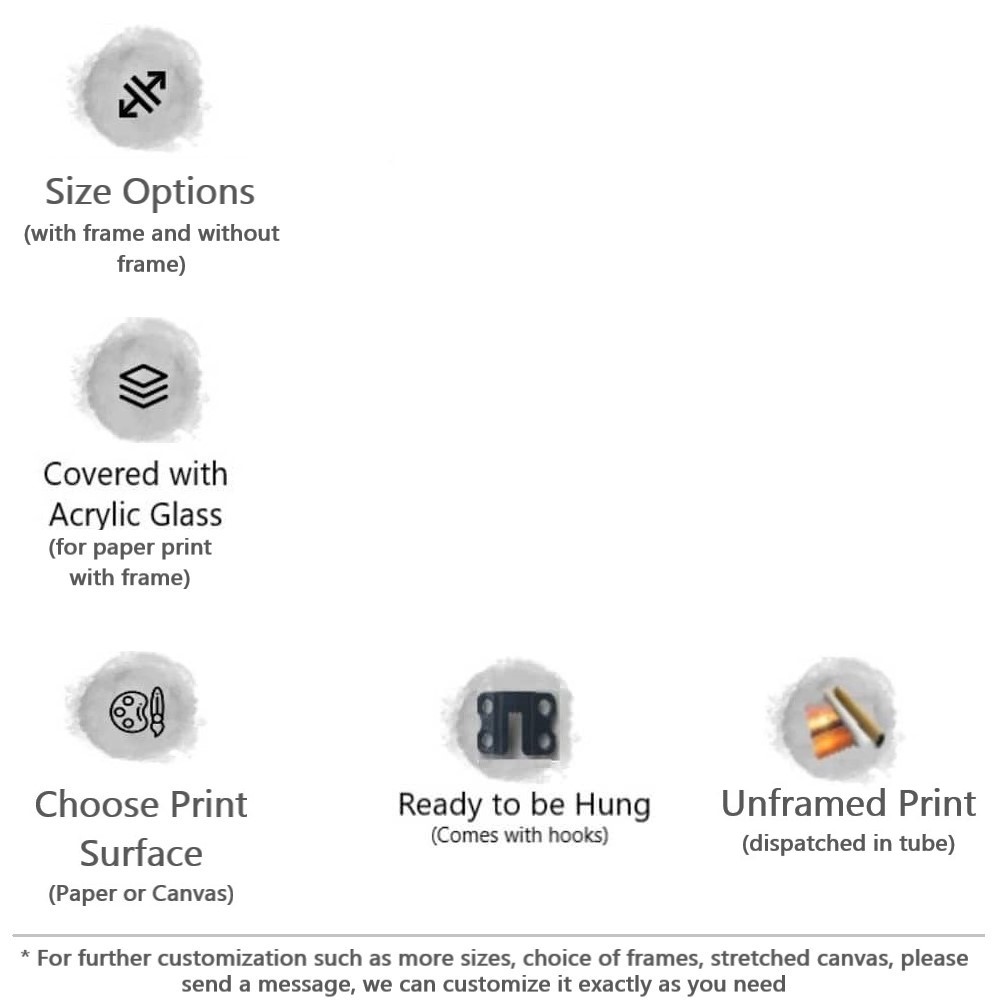 Size Options
(with frame and without
frame)
Covered with
Acrylic Glass
(for paper print
with frame)
Choose Print
Surface
(Paper or Canvas)
Ready to be Hung
(Comes with hooks)
Unframed Print
(dispatched in tube)
* For further customization such as more sizes, choice of frames, stretched canvas, please
send a message, we can customize it exactly as you need